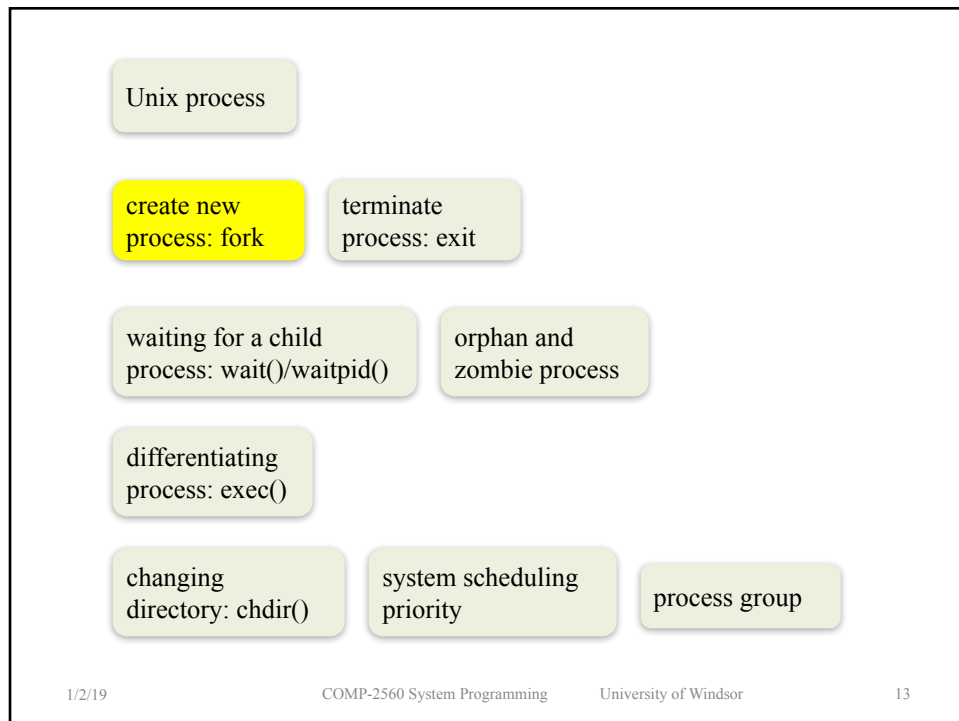 Unix process
create new
process: fork
terminate
process: exit
waiting for a child
process: wait()/waitpid()
orphan and
zombie process
differentiating
process: exec()
changing
directory: chdir()
system scheduling
priority
process group
1/2/19
COMP-2560 System Programming University of Windsor
13